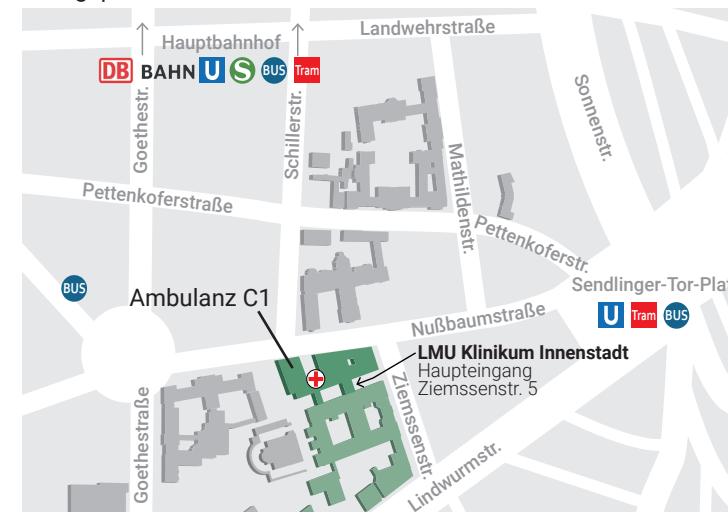 Landwehrstraße
Hauptbahnhof
DB BAHN U S BUS Tram
Goethestr.
Schillerstr.
Sonnenstr.
Mathildenstr.
Pettenkoferstraße
Pettenkoferstr.
BUS
Ambulanz C1
Sendlinger-Tor-Plat
U Tram BUS
Nußbaumstraße
LMU Klinikum Innenstadt
Haupteingang
Ziemssenstr. 5
Ziemssenstr.
Goethestraße
Lindwurmstr.